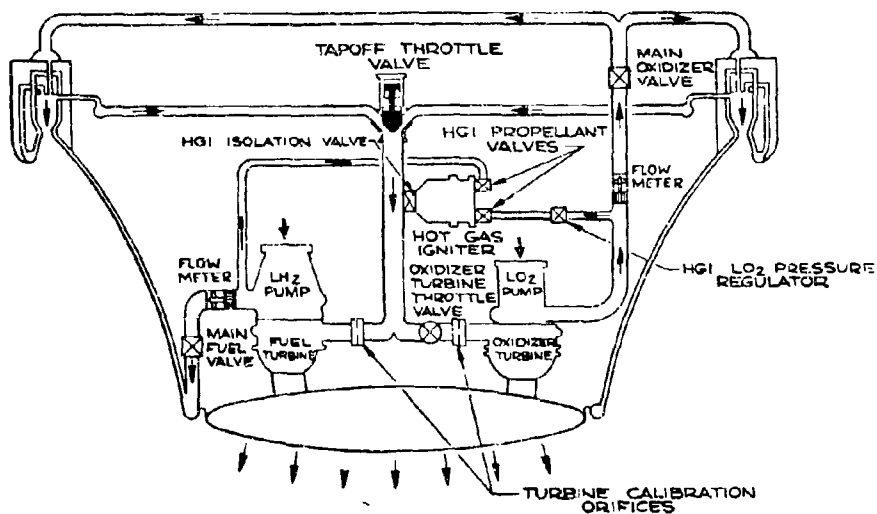 TAPOFF THROTTLE
VALVE
MAIN
OXIDIZER
VALVE
HGI ISOLATION VALVE
HGI PROPELLANT
VALVES
FLOW
METER
HOT GAS
IGNITER
FLOW
METER
LH2
PUMP
OXIDIZER
TURBINE
THROTTLE
VALVE
LO2
PUMP
HGI LO2 PRESSURE
REGULATOR
MAIN
FUEL
VALVE
FUEL
TURBINE
OXIDIZER
TURBINE
TURBINE CALIBRATION
ORIFICES